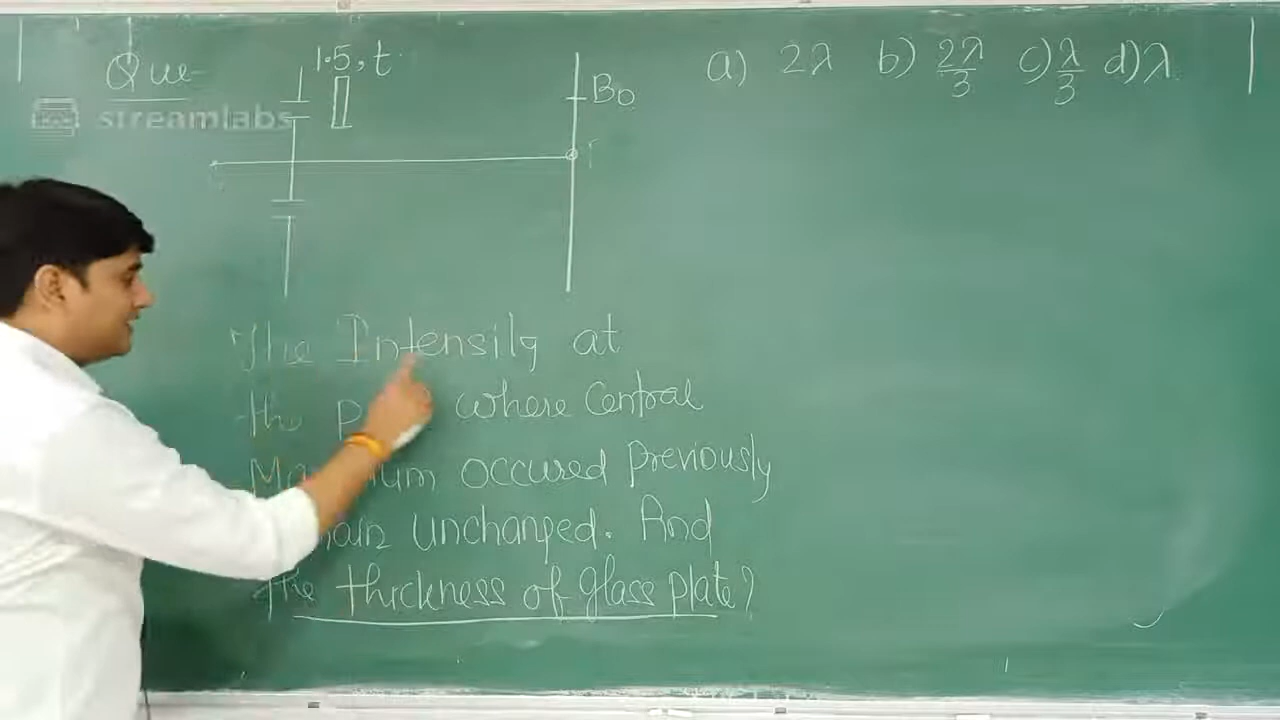 Que-
1.5, t
B0
a) 2λ b) 2λ/3 c) λ/3 d) λ
streamlabs
The Intensily at
the where Central
occured previously
unchanged. And
the thickness of glass plate?